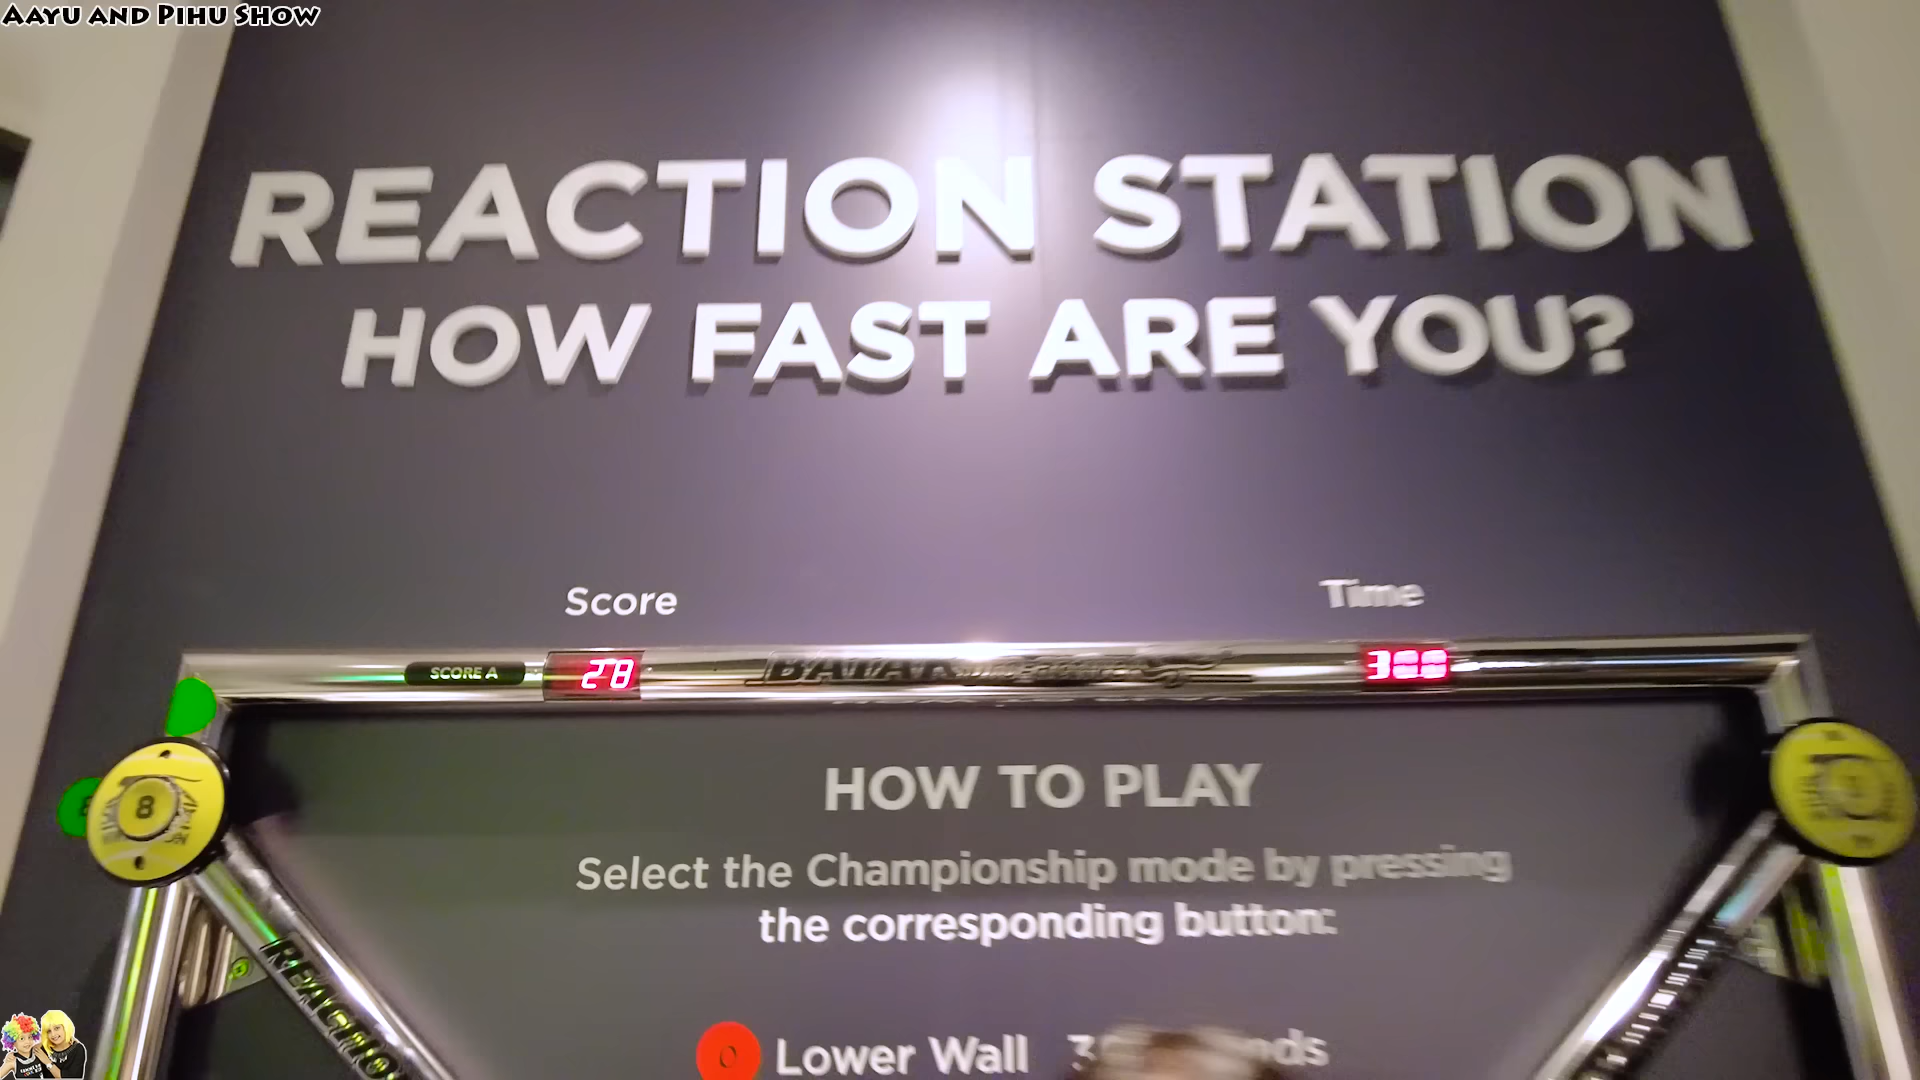 AAYU AND PIHU SHOW
REACTION STATION
HOW FAST ARE YOU?
Score
Time
SCORE A
28
8
HOW TO PLAY
Select the Championship mode by pressing
the corresponding button:
Lower Wall